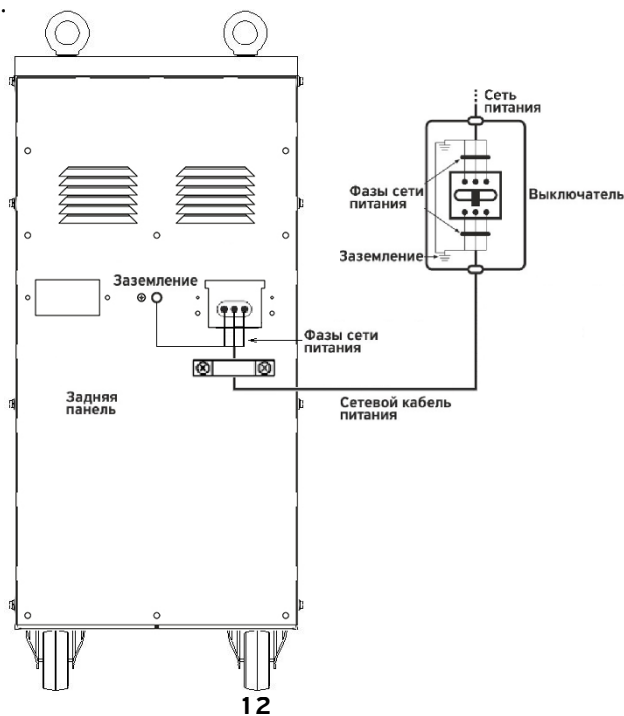 .
Сеть
питания
Фазы сети
питания
Выключатель
Заземление
Заземление
Фазы сети
питания
Задняя
панель
Сетевой кабель
питания
12